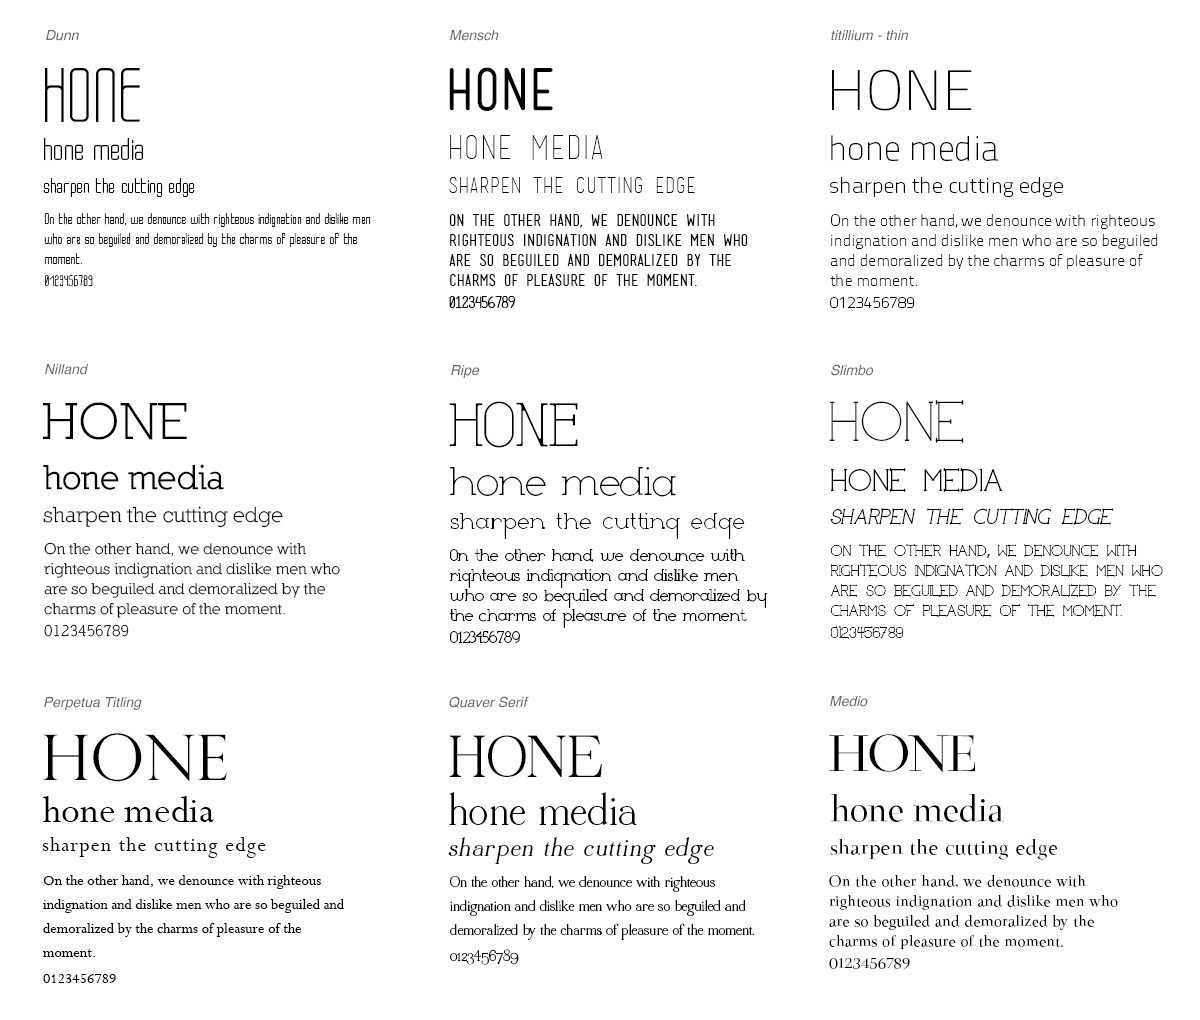 Dunn
HONE
hone media
sharpen the cutting edge
On the other hand, we denounce with righteous indignation and dislike men
who are so beguiled and demoralized by the charms of pleasure of the
moment.
0123456789
Mensch
HONE
HONE MEDIA
SHARPEN THE CUTTING EDGE
ON THE OTHER HAND, WE DENOUNCE WITH
RIGHTEOUS INDIGNATION AND DISLIKE MEN WHO
ARE SO BEGUILED AND DEMORALIZED BY THE
CHARMS OF PLEASURE OF THE MOMENT.
0123456789
titillium - thin
HONE
hone media
sharpen the cutting edge
On the other hand, we denounce with righteous
indignation and dislike men who are so beguiled
and demoralized by the charms of pleasure of
the moment.
0123456789
Nilland
HONE
hone media
sharpen the cutting edge
On the other hand, we denounce with
righteous indignation and dislike men who
are so beguiled and demoralized by the
charms of pleasure of the moment.
0123456789
Ripe
HONE
hone media
sharpen the cutting edge
On the other hand, we denounce with
righteous indignation and dislike men
who are so beguiled and demoralized by
the charms of pleasure of the moment.
0123456789
Slimbo
HONE
HONE MEDIA
SHARPEN THE CUTTING EDGE
ON THE OTHER HAND, WE DENOUNCE WITH
RIGHTEOUS INDIGNATION AND DISLIKE MEN WHO
ARE SO BEGUILED AND DEMORALIZED BY THE
CHARMS OF PLEASURE OF THE MOMENT.
0123456789
Perpetua Titling
HONE
hone media
sharpen the cutting edge
On the other hand, we denounce with righteous
indignation and dislike men who are so beguiled and
demoralized by the charms of pleasure of the
moment.
0123456789
Quaver Serif
HONE
hone media
sharpen the cutting edge
On the other hand, we denounce with righteous
indignation and dislike men who are so beguiled and
demoralized by the charms of pleasure of the moment.
0123456789
Medio
HONE
hone media
sharpen the cutting edge
On the other hand, we denounce with
righteous indignation and dislike men who
are so beguiled and demoralized by the
charms of pleasure of the moment.
0123456789